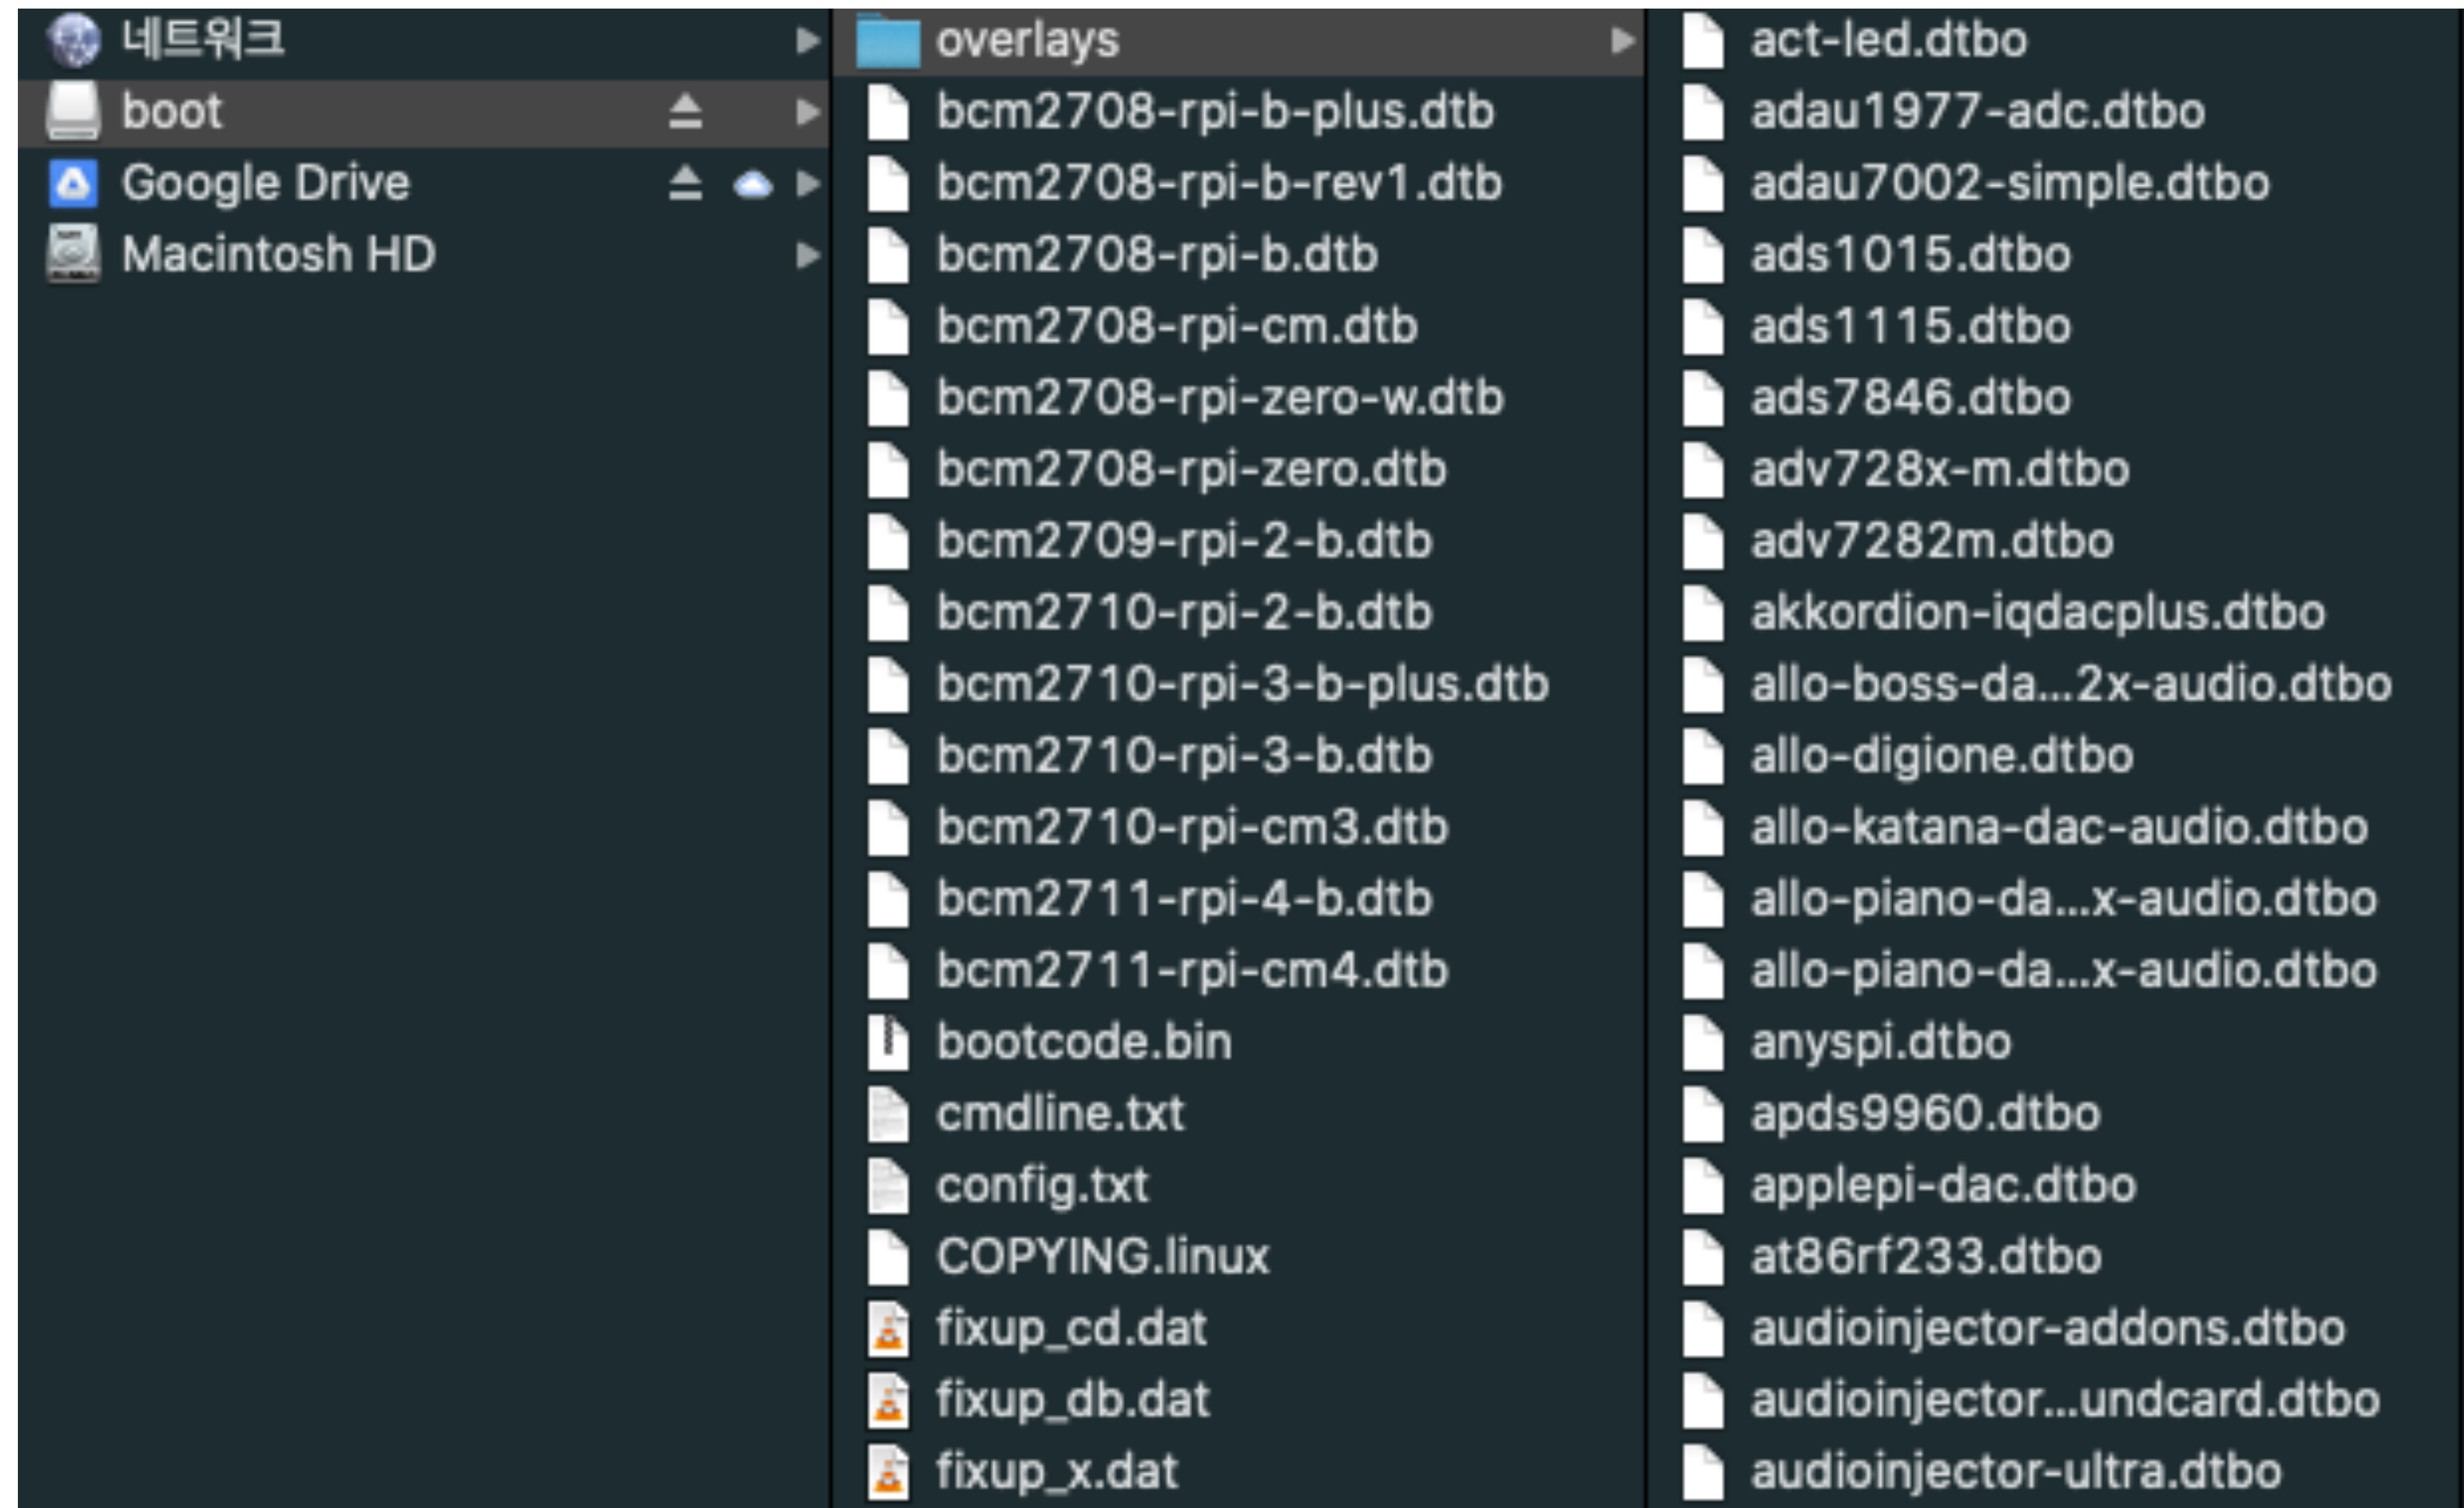 네트워크
boot
Google Drive
Macintosh HD
overlays
bcm2708-rpi-b-plus.dtb
bcm2708-rpi-b-rev1.dtb
bcm2708-rpi-b.dtb
bcm2708-rpi-cm.dtb
bcm2708-rpi-zero-w.dtb
bcm2708-rpi-zero.dtb
bcm2709-rpi-2-b.dtb
bcm2710-rpi-2-b.dtb
bcm2710-rpi-3-b-plus.dtb
bcm2710-rpi-3-b.dtb
bcm2710-rpi-cm3.dtb
bcm2711-rpi-4-b.dtb
bcm2711-rpi-cm4.dtb
bootcode.bin
cmdline.txt
config.txt
COPYING.linux
fixup_cd.dat
fixup_db.dat
fixup_x.dat
act-led.dtbo
adau1977-adc.dtbo
adau7002-simple.dtbo
ads1015.dtbo
ads1115.dtbo
ads7846.dtbo
adv728x-m.dtbo
adv7282m.dtbo
akkordion-iqdacplus.dtbo
allo-boss-da...2x-audio.dtbo
allo-digione.dtbo
allo-katana-dac-audio.dtbo
allo-piano-da...x-audio.dtbo
allo-piano-da...x-audio.dtbo
anyspi.dtbo
apds9960.dtbo
applepi-dac.dtbo
at86rf233.dtbo
audioinjector-addons.dtbo
audioinjector...undcard.dtbo
audioinjector-ultra.dtbo